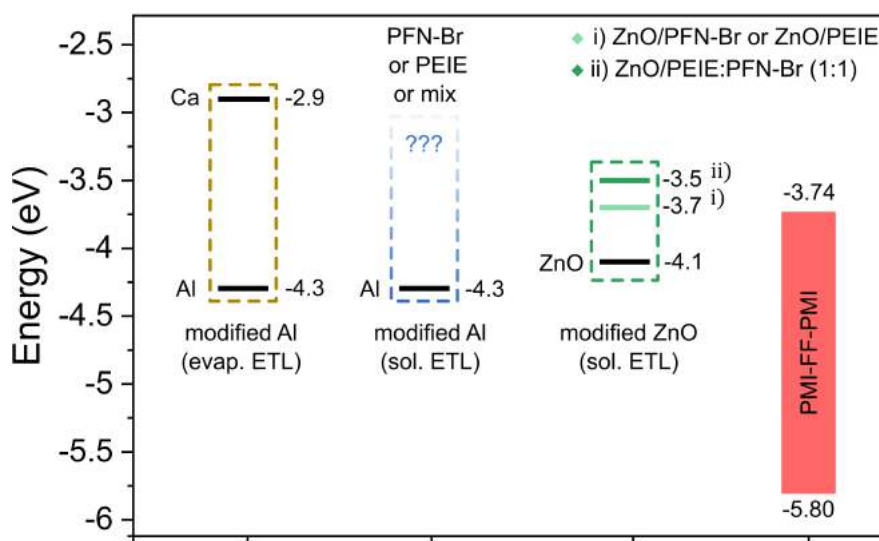 Energy (eV)
-2.5
-3
-3.5
-4
-4.5
-5
-5.5
-6
Ca
-2.9
Al
-4.3
modified Al
(evap. ETL)
PFN-Br
or PEIE
or mix
???
Al
-4.3
modified Al
(sol. ETL)
i) ZnO/PFN-Br or ZnO/PEIE
ii) ZnO/PEIE:PFN-Br (1:1)
-3.5 ii)
-3.7 i)
ZnO
-4.1
modified ZnO
(sol. ETL)
-3.74
PMI-FF-PMI
-5.80